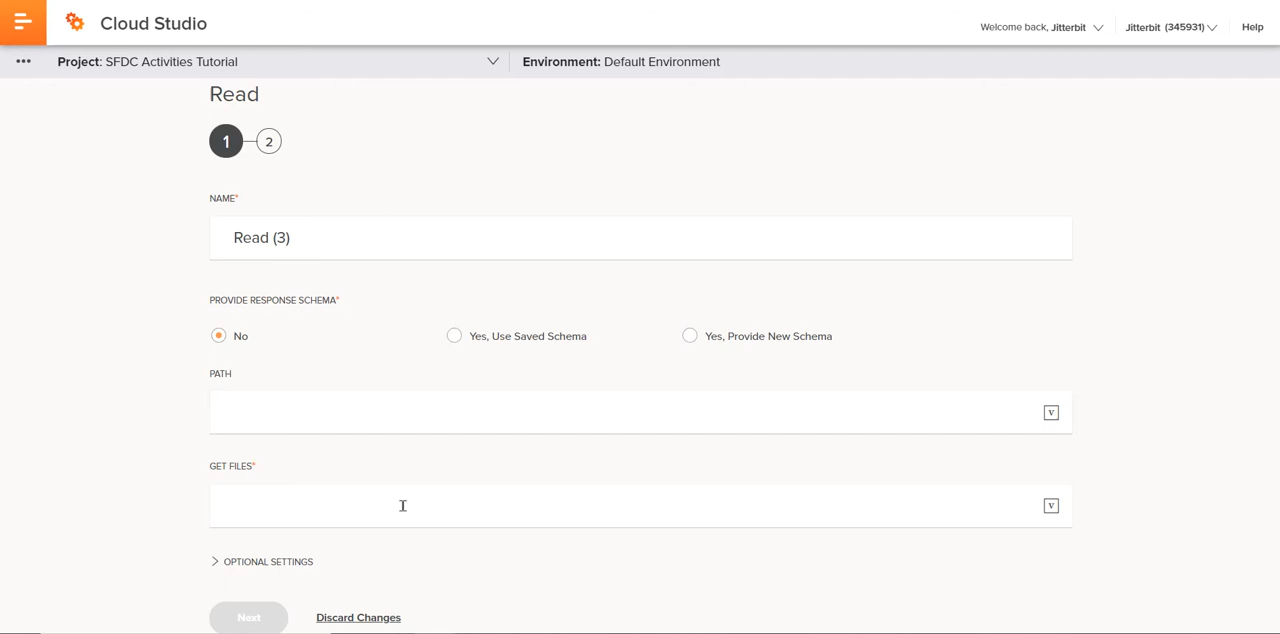 Cloud Studio
Welcome back, Jitterbit
Jitterbit (345931)
Help
Project: SFDC Activities Tutorial
Environment: Default Environment
Read
1
2
NAME*
Read (3)
PROVIDE RESPONSE SCHEMA*
No
Yes, Use Saved Schema
Yes, Provide New Schema
PATH
V
GET FILES*
V
OPTIONAL SETTINGS
Next
Discard Changes